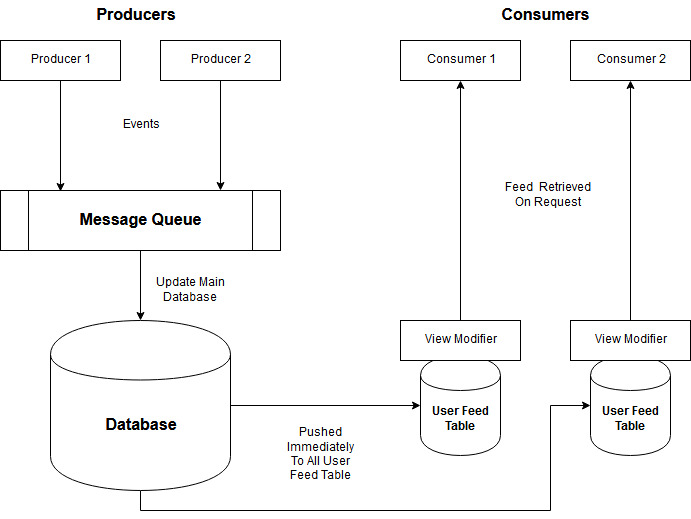 Producers
Consumers
Producer 1
Producer 2
Consumer 1
Consumer 2
Events
Feed Retrieved
On Request
Message Queue
Update Main
Database
View Modifier
View Modifier
Database
User Feed
Table
User Feed
Table
Pushed
Immediately
To All User
Feed Table